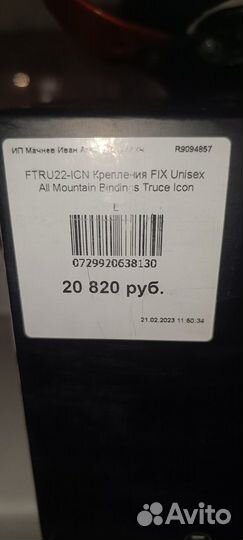 ИП Мачнев Иван R9094857
FTRU22-ICN Крепления FIX Unisex
All Mountain Bindings Truce Icon
L
0729920638130
20 820 руб.
21.02.2023 11:50:34
Avito